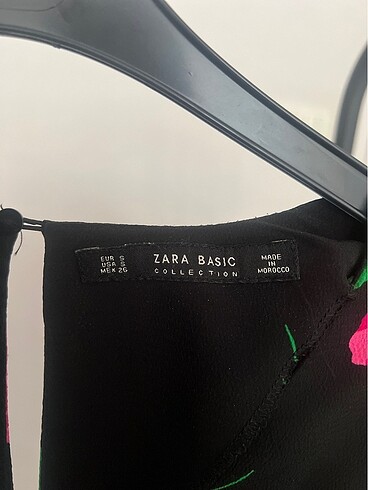 EUR S
USA S
MEX 26
ZARA BASIC
COLLECTION
MADE
IN
MOROCCO